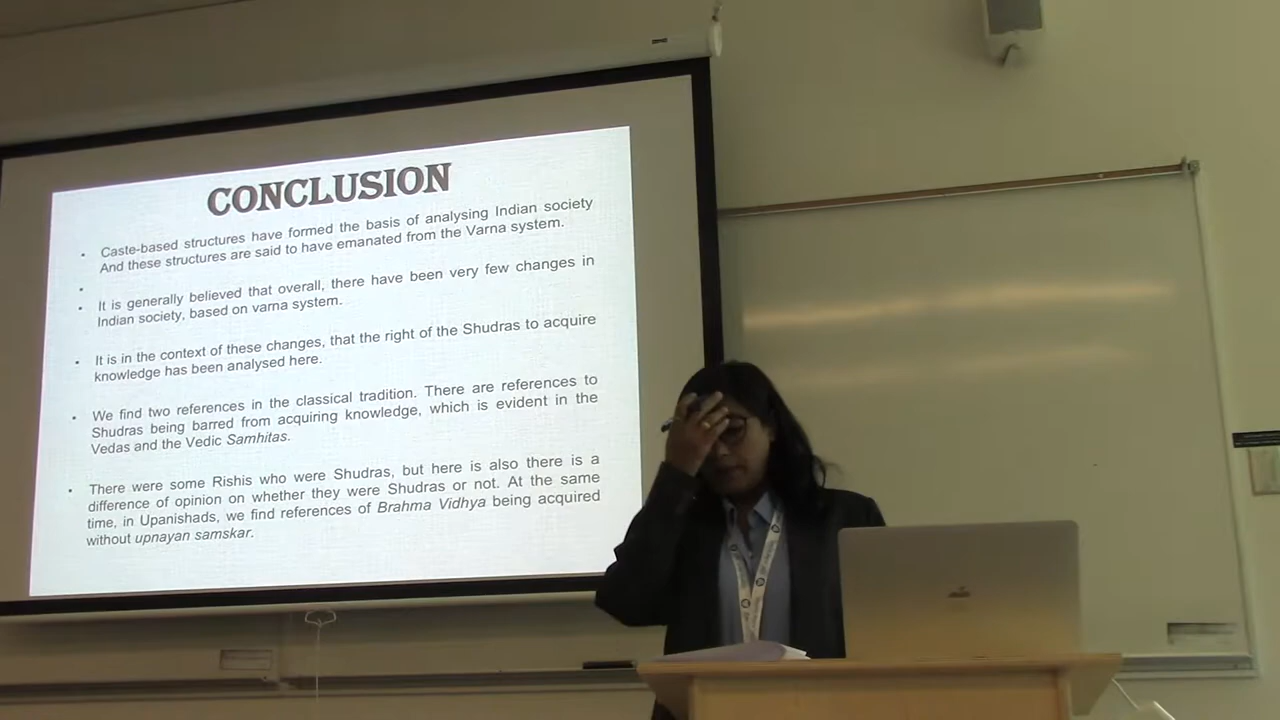 CONCLUSION
Caste-based structures have formed the basis of analysing Indian society
And these structures are said to have emanated from the Varna system.
It is generally believed that overall, there have been very few changes in
Indian society, based on varna system.
It is in the context of these changes, that the right of the Shudras to acquire
knowledge has been analysed here.
We find two references in the classical tradition. There are references to
Shudras being barred from acquiring knowledge, which is evident in the
Vedas and the Vedic Samhitas.
There were some Rishis who were Shudras, but here is also there is a
difference of opinion on whether they were Shudras or not. At the same
time, in Upanishads, we find references of Brahma Vidhya being acquired
without upnayan samskar.